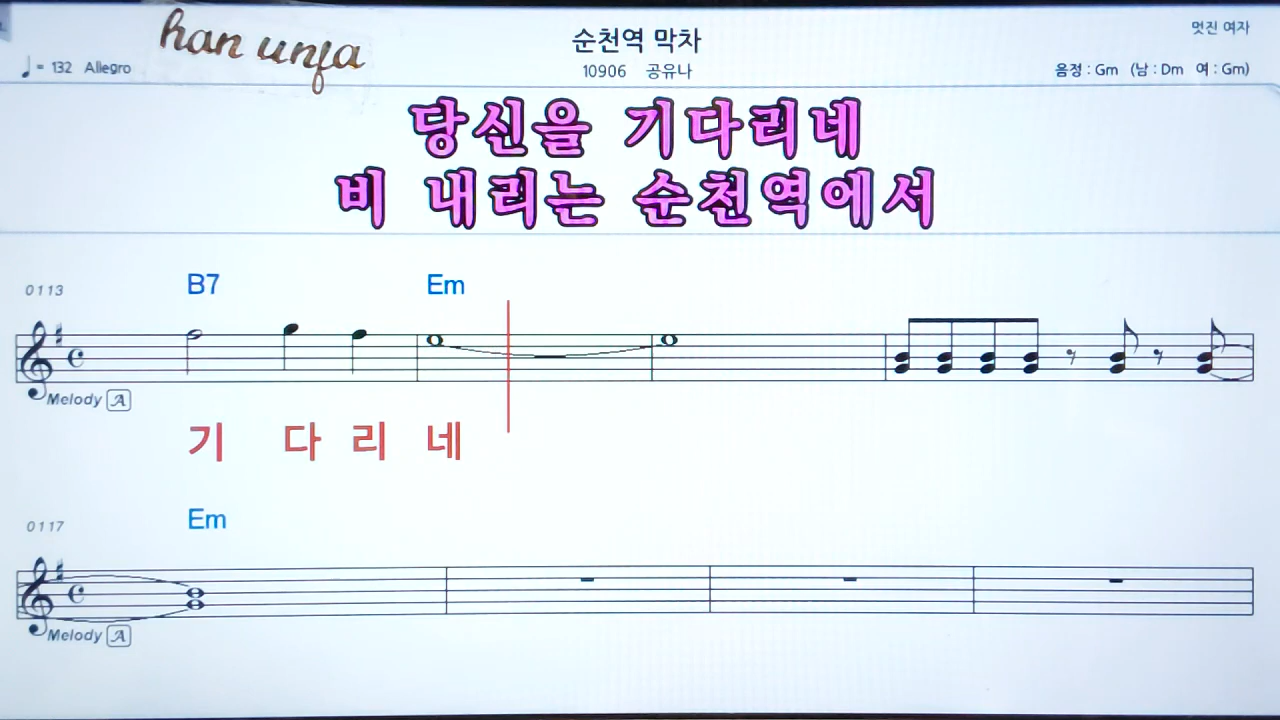 han unja
순천역 막차
멋진 여자
♩ = 132 Allegro
10906 공유나
음정 : Gm (남 : Dm 여 : Gm)
당신을 기다리네
비 내리는 순천역에서
0113
B7 Em
Melody A
기 다 리 네
0117
Em
Melody A